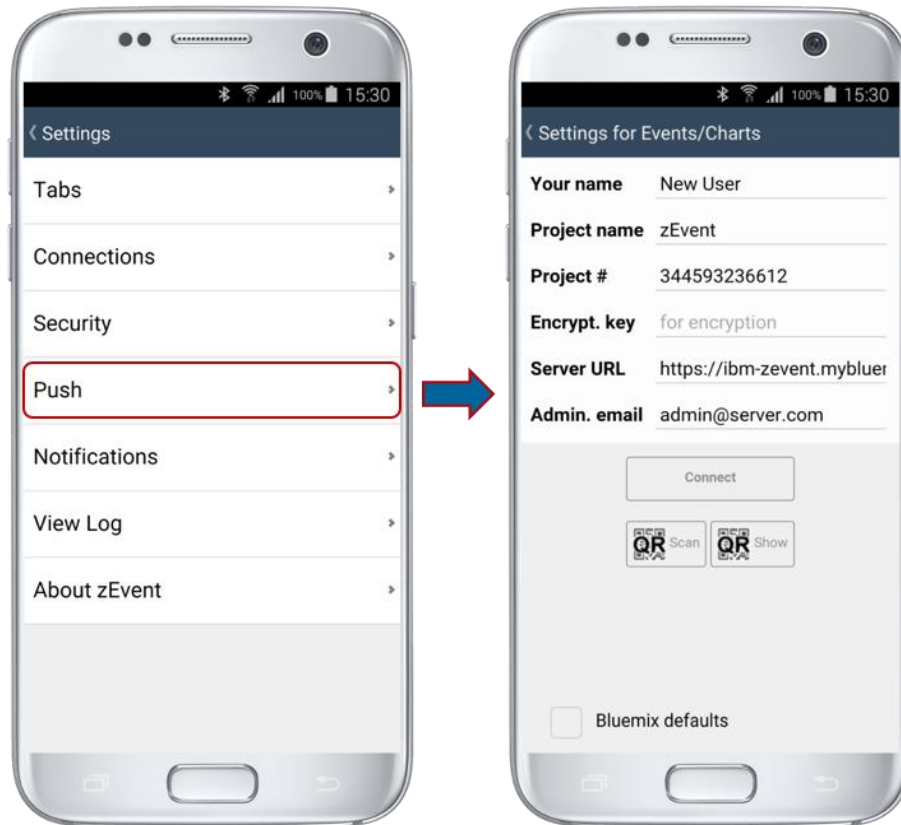 100% 15:30
Settings
Tabs
Connections
Security
Push
Notifications
View Log
About zEvent
100% 15:30
Settings for Events/Charts
Your name New User
Project name zEvent
Project # 344593236612
Encrypt. key for encryption
Server URL https://ibm-zevent.mybluer
Admin. email admin@server.com
Connect
QR Scan QR Show
Bluemix defaults